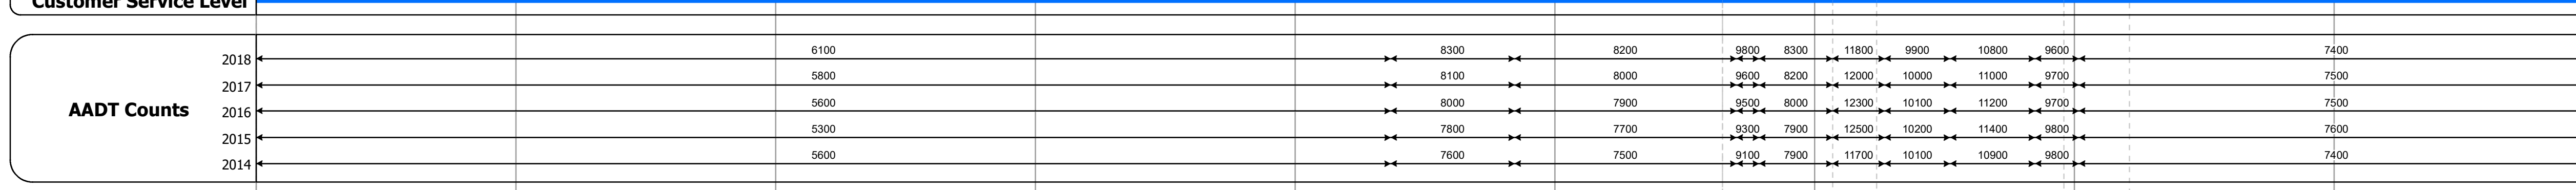 Customer Service Level
AADT Counts
2018 6100 8300 8200 9800 8300 11800 9900 10800 9600 7400
2017 5800 8100 8000 9600 8200 12000 10000 11000 9700 7500
2016 5600 8000 7900 9500 8000 12300 10100 11200 9700 7500
2015 5300 7800 7700 9300 7900 12500 10200 11400 9800 7600
2014 5600 7600 7500 9100 7900 11700 10100 10900 9800 7400